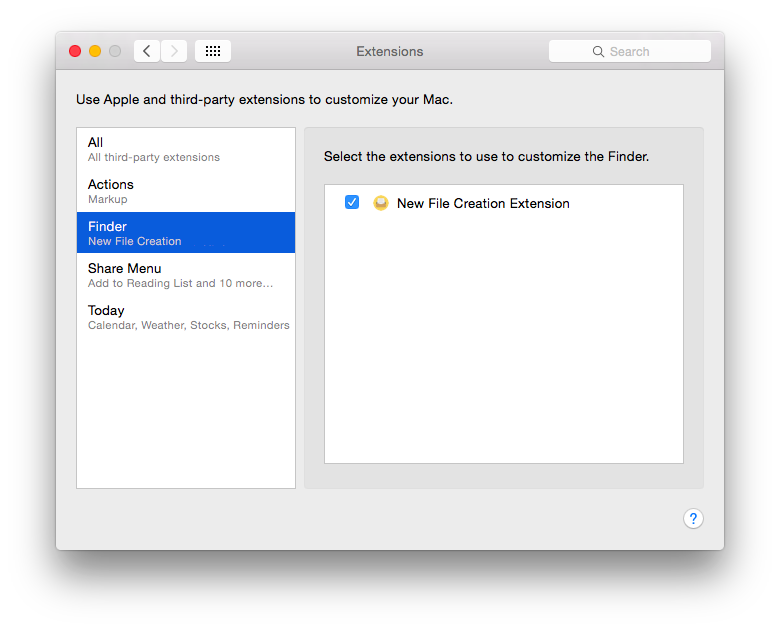 Extensions
Search
Use Apple and third-party extensions to customize your Mac.
All
All third-party extensions
Actions
Markup
Finder
New File Creation
Share Menu
Add to Reading List and 10 more...
Today
Calendar, Weather, Stocks, Reminders
Select the extensions to use to customize the Finder.
New File Creation Extension
?